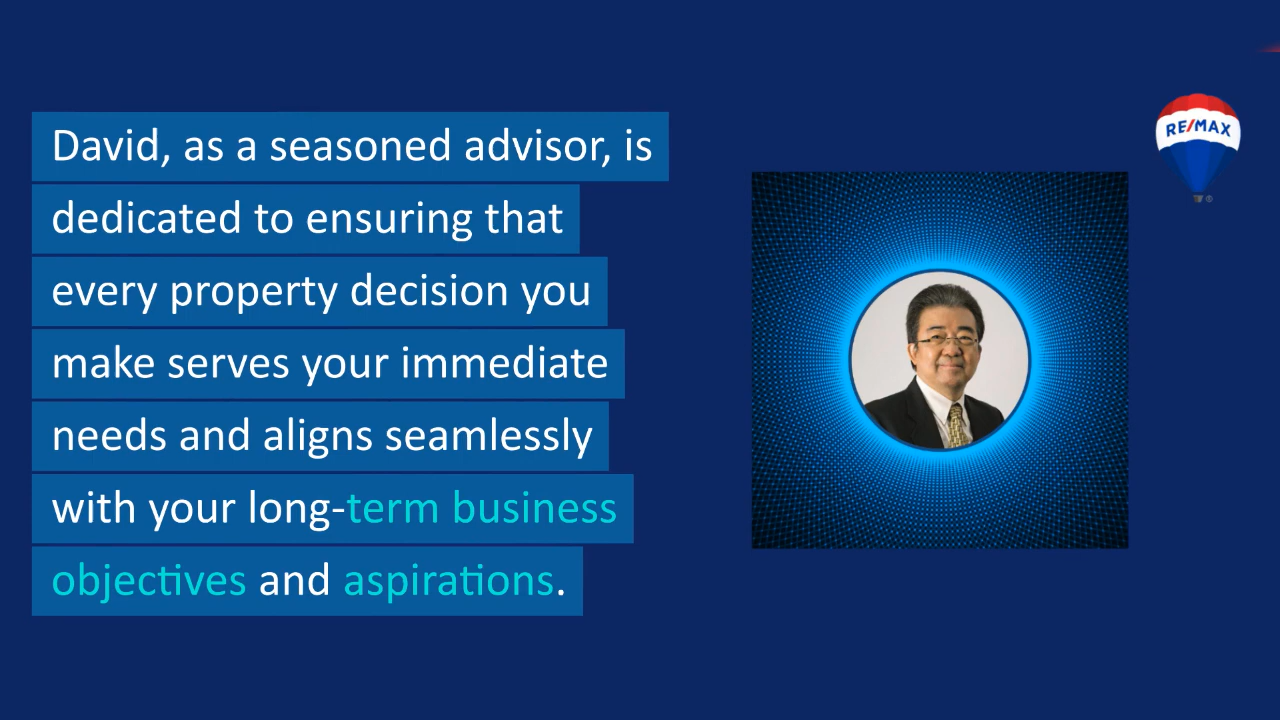 David, as a seasoned advisor, is
dedicated to ensuring that
every property decision you
make serves your immediate
needs and aligns seamlessly
with your long-term business
objectives and aspirations.
RE/MAX
®